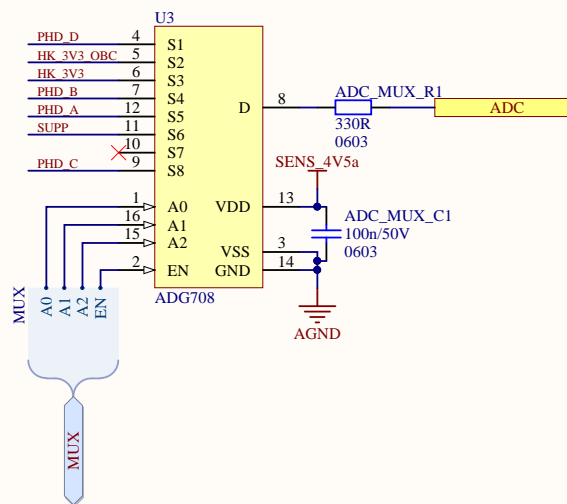 U3
PHD_D 4 S1
HK_3V3_OBC 5 S2
HK_3V3 6 S3
PHD_B 7 S4
PHD_A 12 S5
SUPP 11 S6
10 S7
PHD_C 9 S8
D 8
ADC_MUX_R1
330R
0603
ADC
SENS_4V5a
1 A0
16 A1
15 A2
2 EN
VDD 13
VSS 3
GND 14
ADC_MUX_C1
100n/50V
0603
ADG708
AGND
MUX
A0
A1
A2
EN
MUX